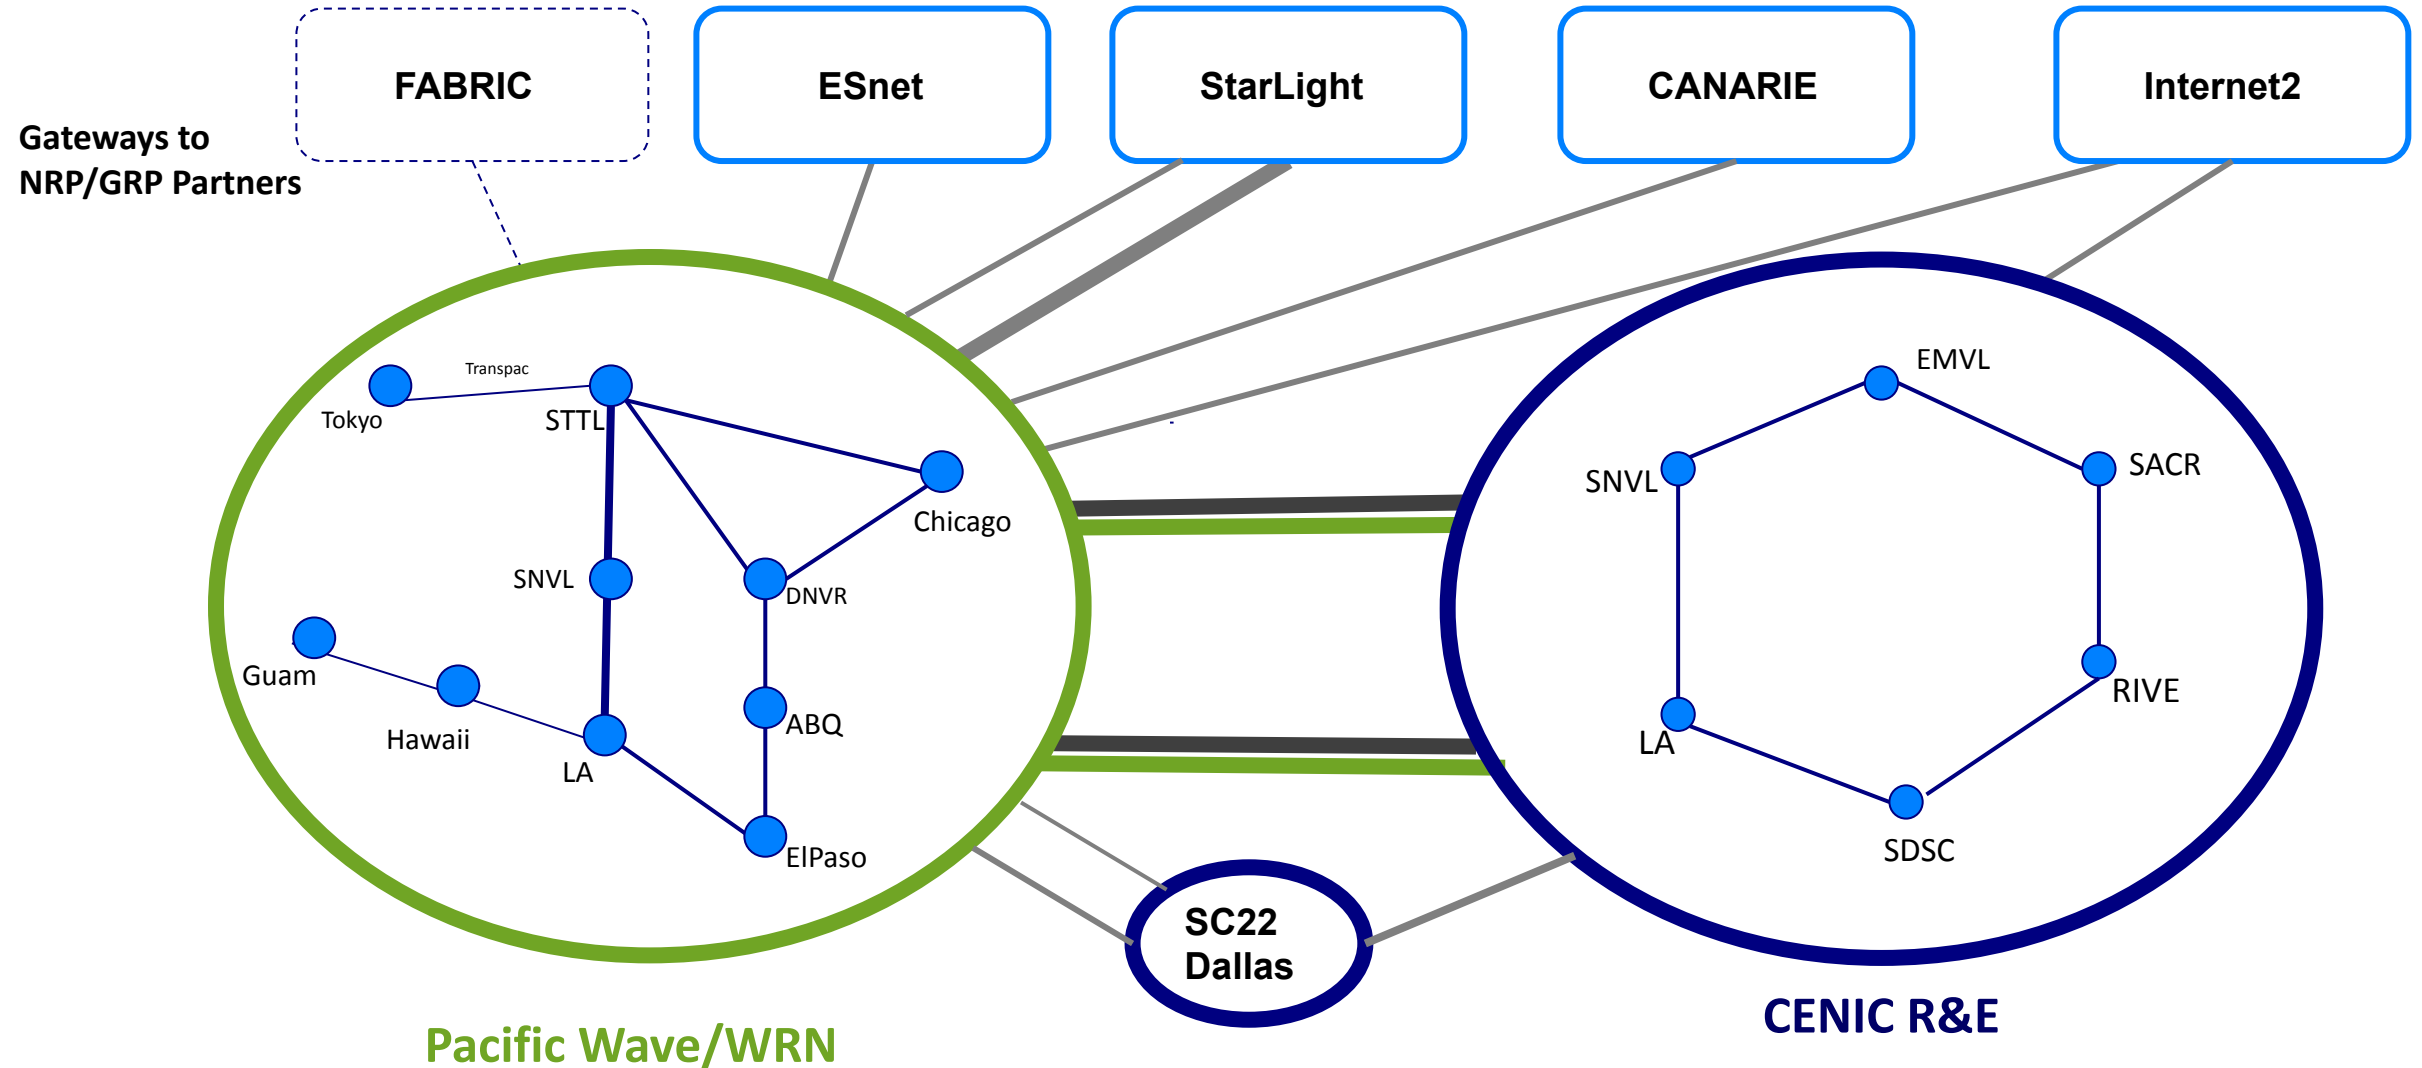 FABRIC
ESnet
StarLight
CANARIE
Internet2
Gateways to
NRP/GRP Partners
Transpac
Tokyo
STTL
Chicago
SNVL
DNVR
Guam
Hawaii
ABQ
LA
ElPaso
EMVL
SNVL
SACR
RIVE
LA
SDSC
SC22
Dallas
Pacific Wave/WRN
CENIC R&E